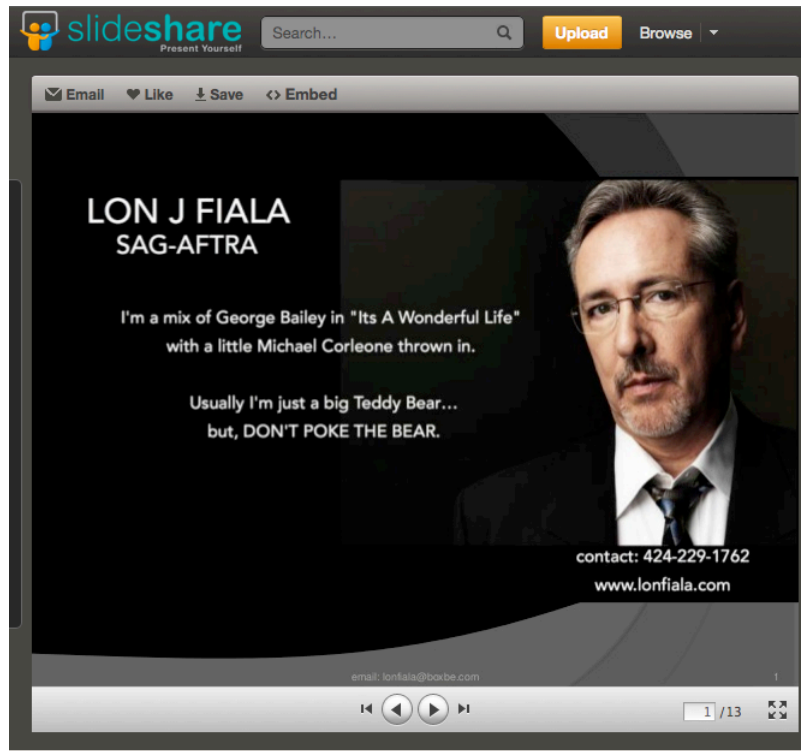 slideshare
Present Yourself
Search...
Upload
Browse
Email
Like
Save
Embed
LON J FIALA
SAG-AFTRA
I'm a mix of George Bailey in "Its A Wonderful Life"
with a little Michael Corleone thrown in.
Usually I'm just a big Teddy Bear...
but, DON'T POKE THE BEAR.
contact: 424-229-1762
www.lonfiala.com
email: lonfiala@boxbe.com
1
1 /13